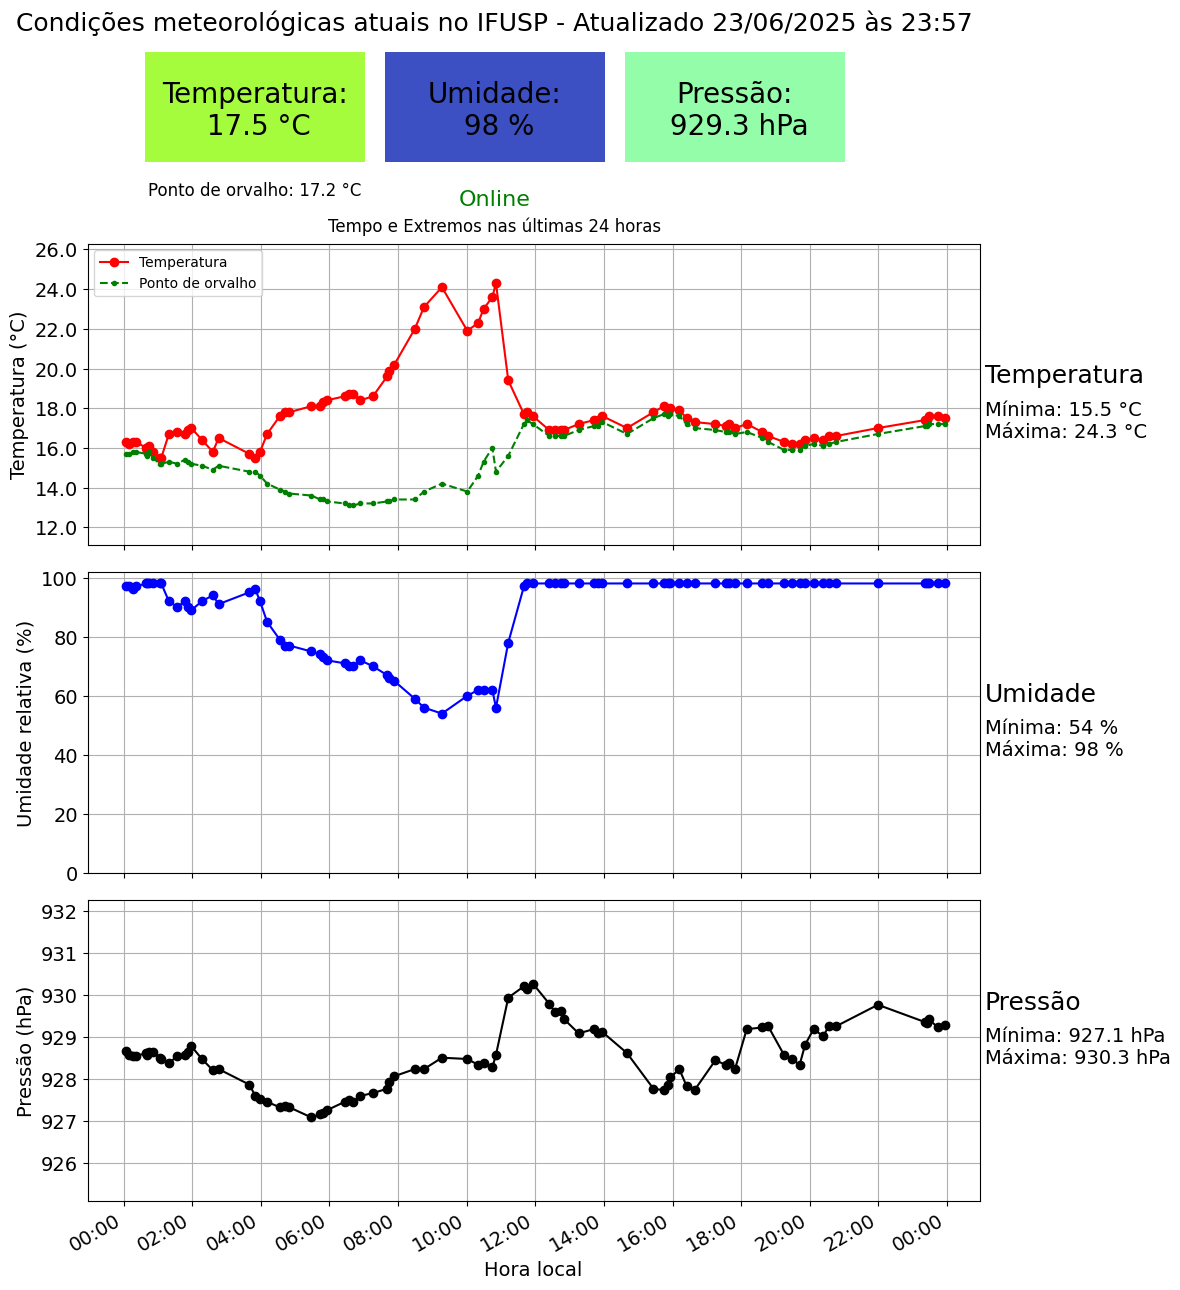 Condições meteorológicas atuais no IFUSP - Atualizado 23/06/2025 às 23:57
Temperatura:
17.5 °C
Umidade:
98 %
Pressão:
929.3 hPa
Ponto de orvalho: 17.2 °C
Online
Tempo e Extremos nas últimas 24 horas
Temperatura (°C)
26.0
24.0
22.0
20.0
18.0
16.0
14.0
12.0
Temperatura
Ponto de orvalho
Temperatura
Mínima: 15.5 °C
Máxima: 24.3 °C
Umidade relativa (%)
100
80
60
40
20
0
Umidade
Mínima: 54 %
Máxima: 98 %
Pressão (hPa)
932
931
930
929
928
927
926
Pressão
Mínima: 927.1 hPa
Máxima: 930.3 hPa
00:00
02:00
04:00
06:00
08:00
10:00
12:00
14:00
16:00
18:00
20:00
22:00
00:00
Hora local